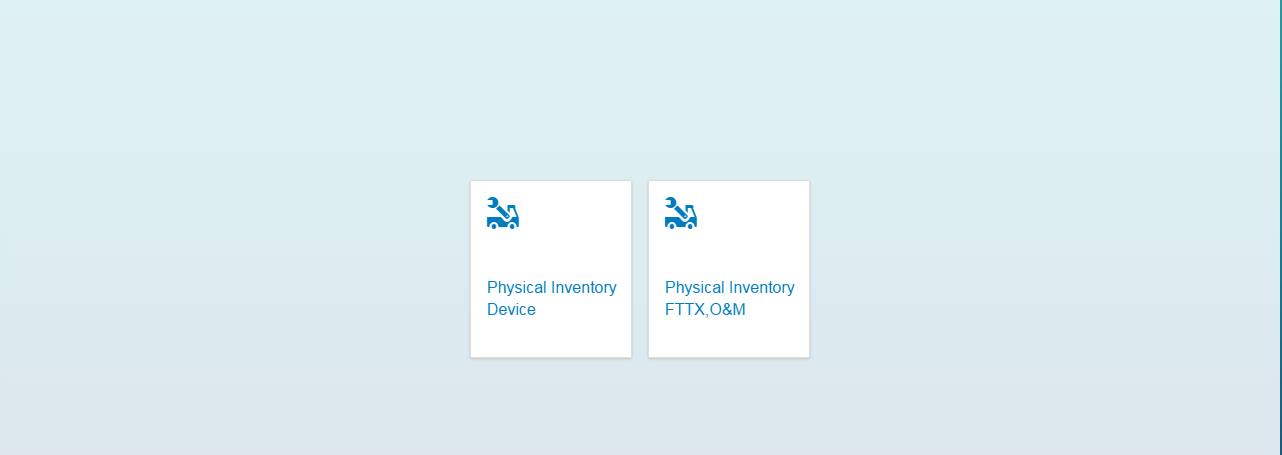 Physical Inventory
Device
Physical Inventory
FTTX,O&M